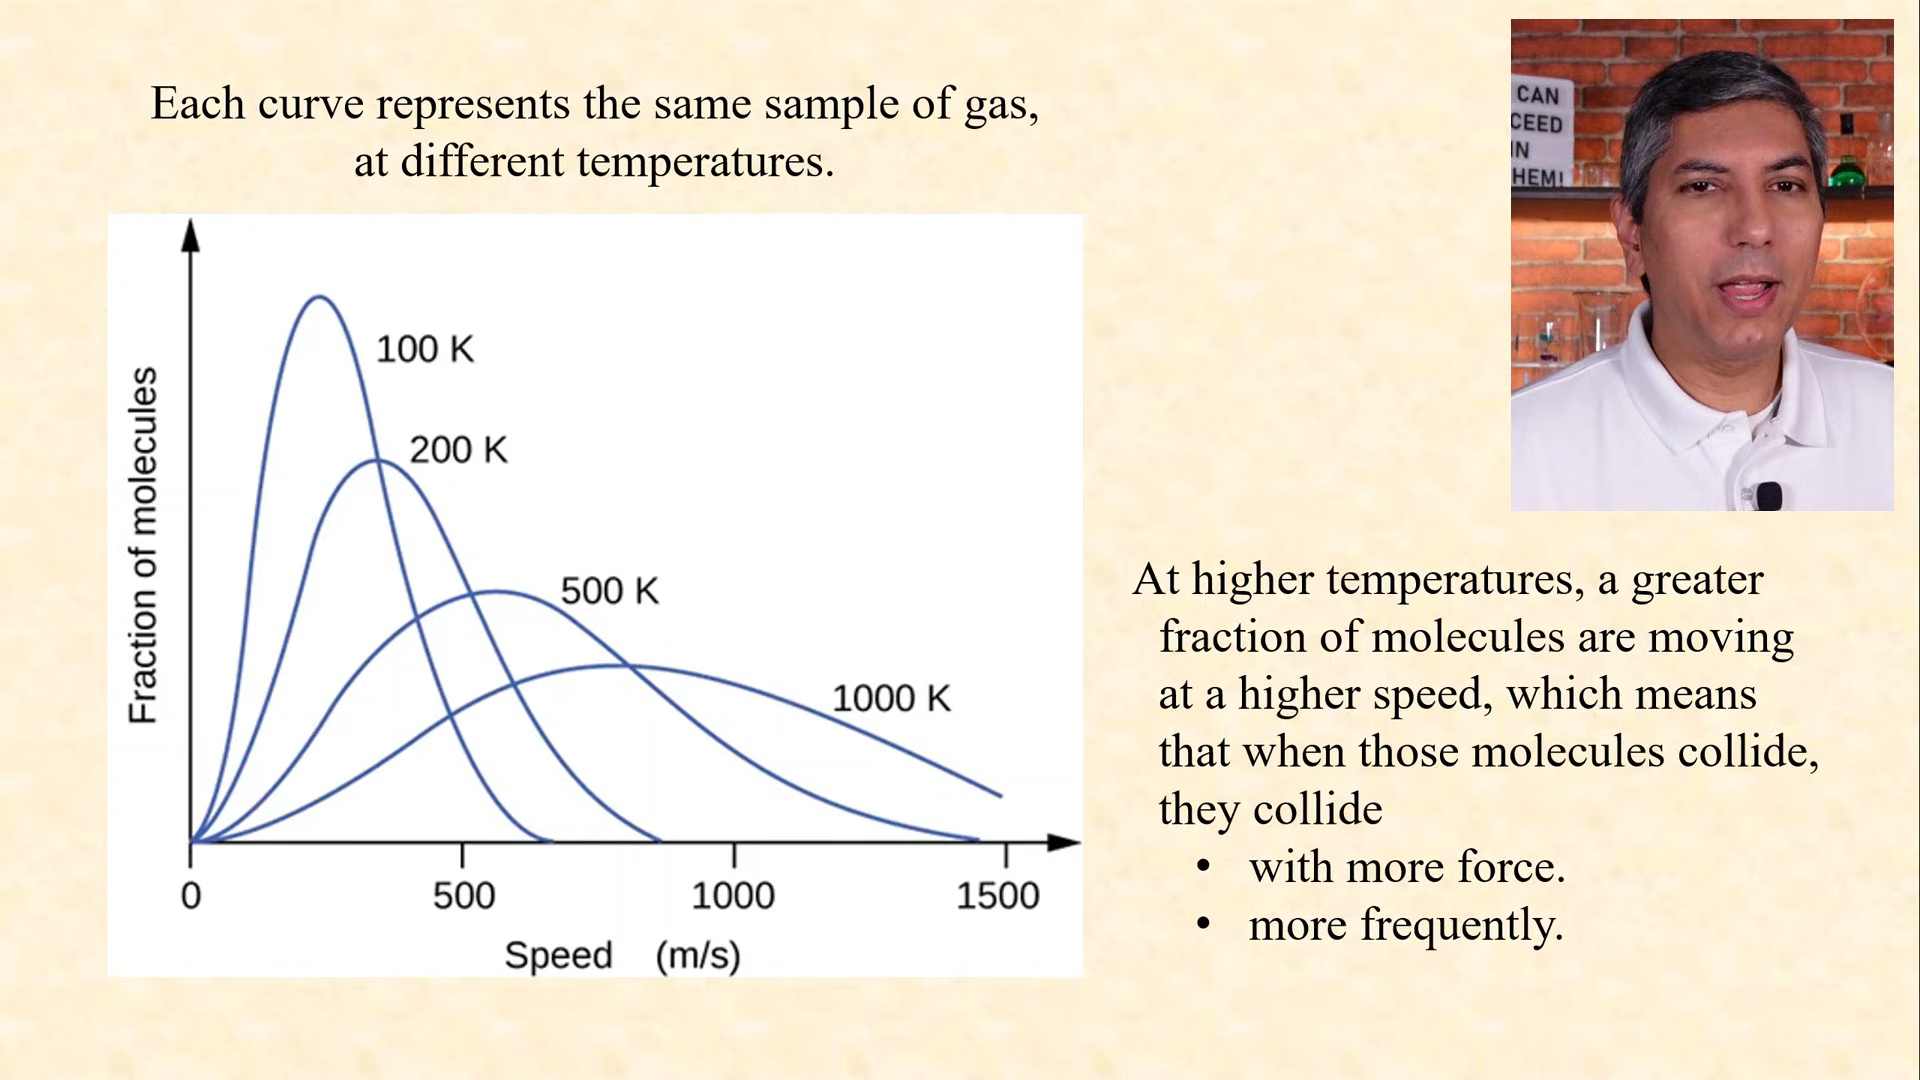 Each curve represents the same sample of gas,
at different temperatures.
Fraction of molecules
100 K
200 K
500 K
1000 K
0
500
1000
1500
Speed (m/s)
CAN
CEED
IN
HEM!
At higher temperatures, a greater
fraction of molecules are moving
at a higher speed, which means
that when those molecules collide,
they collide
• with more force.
• more frequently.